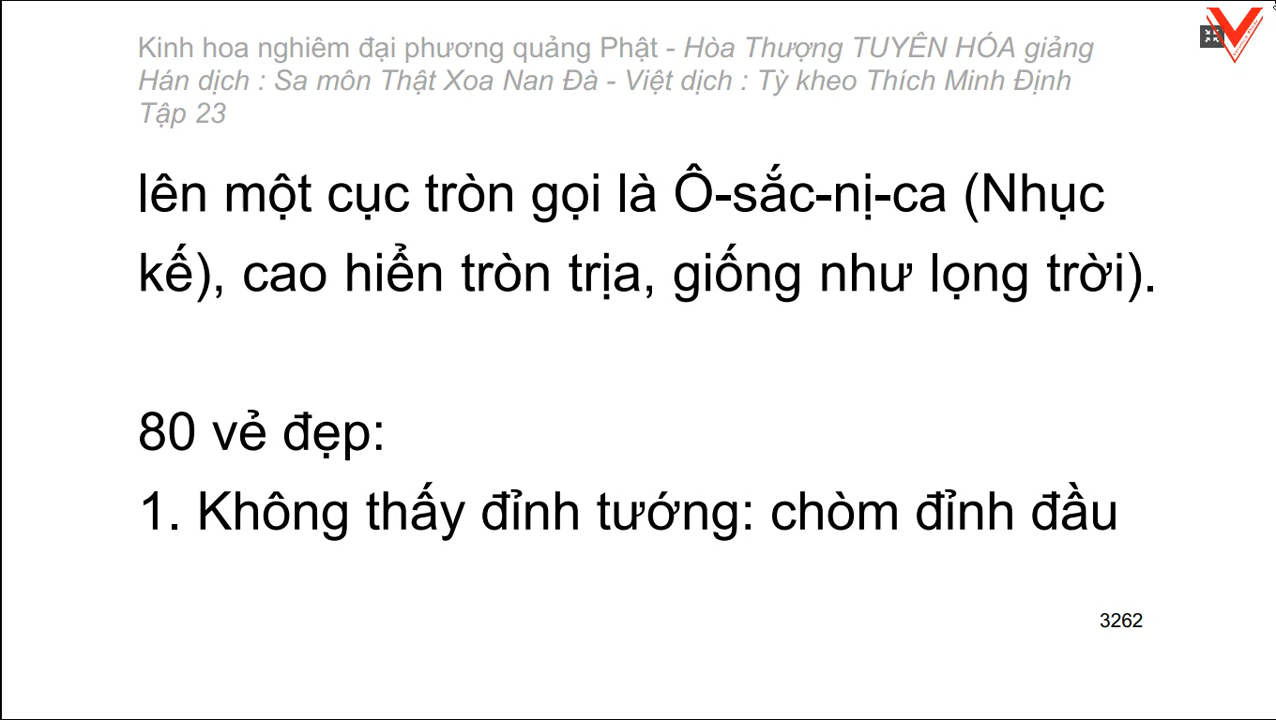 Kinh hoa nghiêm đại phương quảng Phật - Hòa Thượng TUYÊN HÓA giảng
Hán dịch : Sa môn Thật Xoa Nan Đà - Việt dịch : Tỳ kheo Thích Minh Định
Tập 23
lên một cục tròn gọi là Ô-sắc-nị-ca (Nhục
kế), cao hiển tròn trịa, giống như lọng trời).
80 vẻ đẹp:
1. Không thấy đỉnh tướng: chòm đỉnh đầu
3262